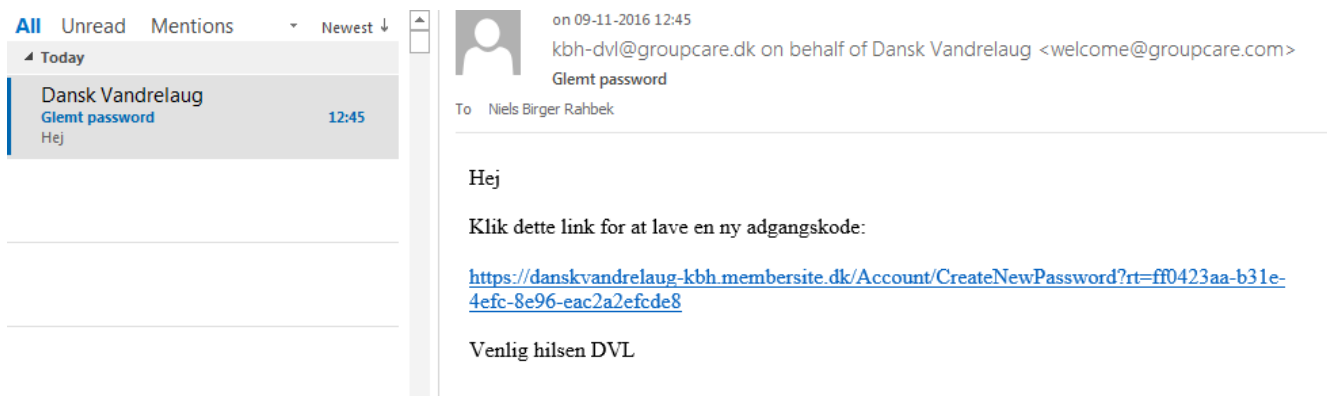 All Unread Mentions Newest ↓
Today
Dansk Vandrelaug
Glemt password 12:45
Hej
on 09-11-2016 12:45
kbh-dvl@groupcare.dk on behalf of Dansk Vandrelaug <welcome@groupcare.com>
Glemt password
To Niels Birger Rahbek
Hej
Klik dette link for at lave en ny adgangskode:
https://danskvandrelaug-kbh.membersite.dk/Account/CreateNewPassword?rt=ff0423aa-b31e-
4efc-8e96-eac2a2efcde8
Venlig hilsen DVL